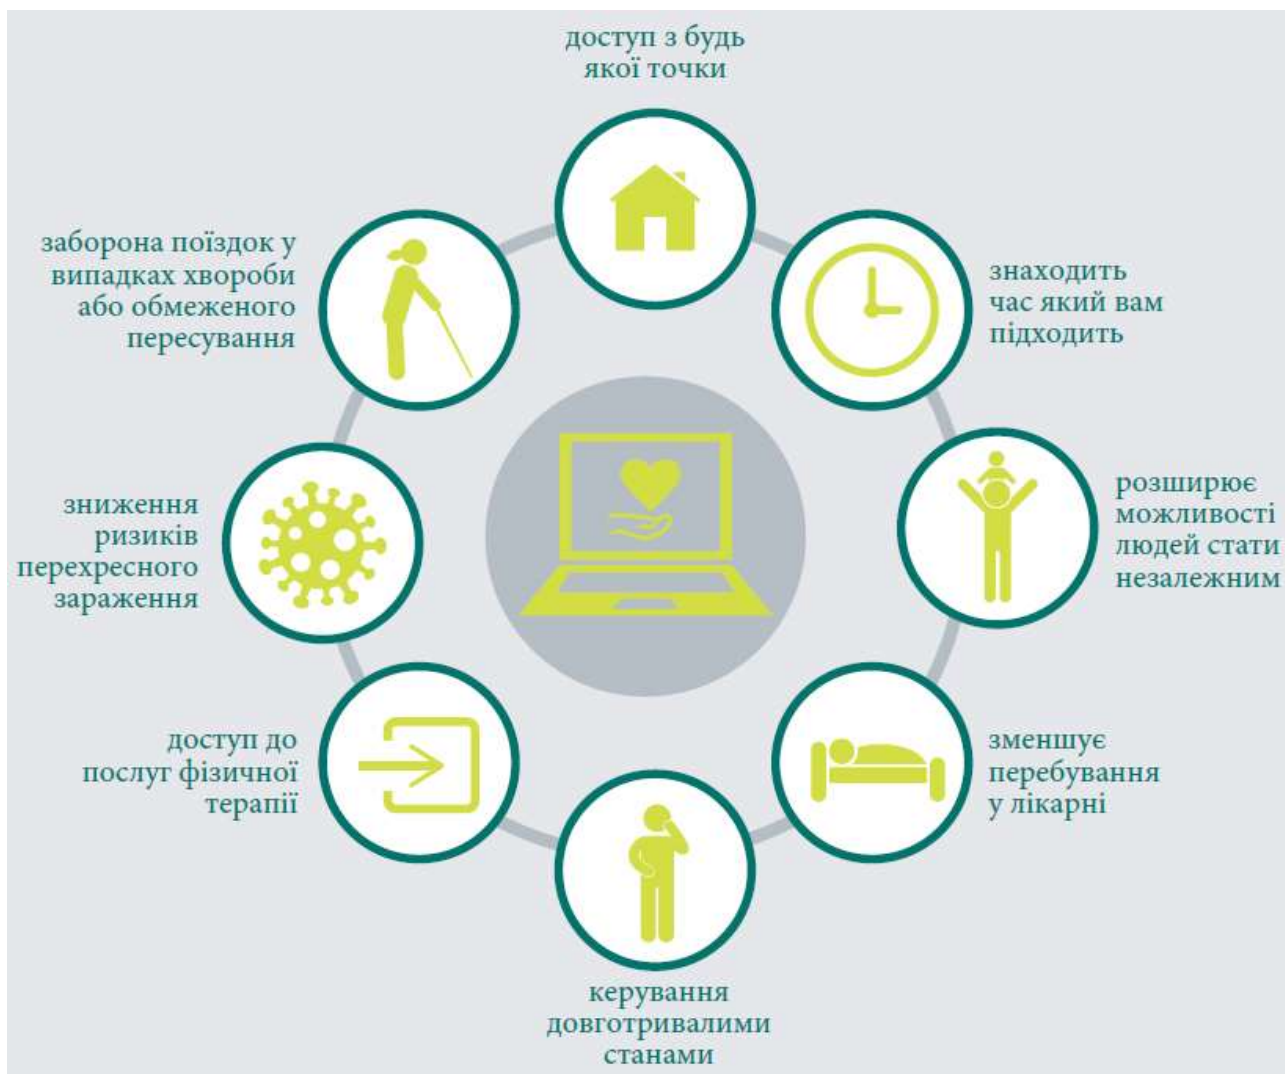 доступ з будь
якої точки
знаходить
час який вам
підходить
розширює
можливості
людей стати
незалежним
зменшує
перебування
у лікарні
керування
довготривалими
станами
доступ до
послуг фізичної
терапії
зниження
ризиків
перехресного
зараження
заборона поїздок у
випадках хвороби
або обмеженого
пересування